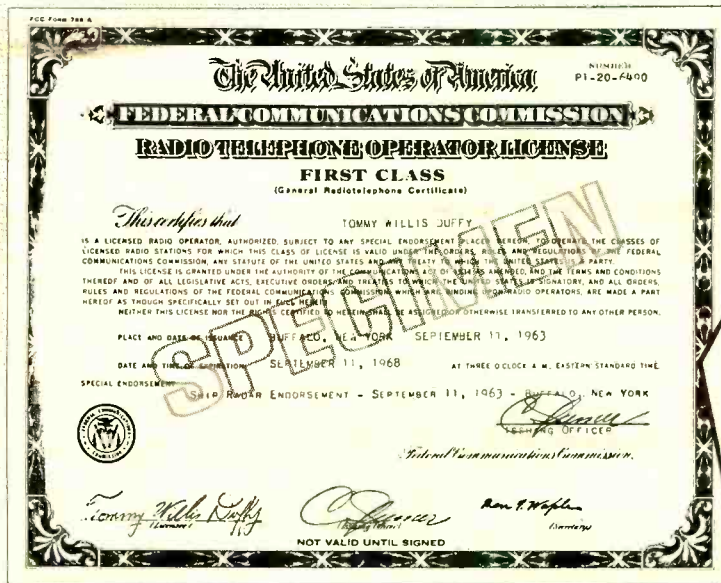 FCC FORM 758 A
The United States of America
NUMBER
P1-20-6490
FEDERAL COMMUNICATIONS COMMISSION
RADIO TELEPHONE OPERATOR LICENSE
FIRST CLASS
(General Radiotelephone Certificate)
This certifies that TOMMY WILLIS DUFFY
IS A LICENSED RADIO OPERATOR, AUTHORIZED, SUBJECT TO ANY SPECIAL ENDORSEMENT PLACED HEREON, TO OPERATE THE CLASSES OF
LICENSED RADIO STATIONS FOR WHICH THIS CLASS OF LICENSE IS VALID UNDER THE ORDERS, RULES AND REGULATIONS OF THE FEDERAL
COMMUNICATIONS COMMISSION, ANY STATUTE OF THE UNITED STATES AND ANY TREATY TO WHICH THE UNITED STATES IS A PARTY.
THIS LICENSE IS GRANTED UNDER THE AUTHORITY OF THE COMMUNICATIONS ACT OF 1934 AS AMENDED, AND THE TERMS AND CONDITIONS
THEREOF AND OF ALL LEGISLATIVE ACTS, EXECUTIVE ORDERS, AND TREATIES TO WHICH THE UNITED STATES IS SIGNATORY, AND ALL ORDERS,
RULES AND REGULATIONS OF THE FEDERAL COMMUNICATIONS COMMISSION, WHICH ARE BINDING UPON RADIO OPERATORS, ARE MADE A PART
HEREOF AS THOUGH SPECIFICALLY SET OUT IN FULL HEREIN.
NEITHER THIS LICENSE NOR THE RIGHTS CERTIFIED TO HEREIN SHALL BE ASSIGNED OR OTHERWISE TRANSFERRED TO ANY OTHER PERSON.
SPECIMEN
PLACE AND DATE OF ISSUANCE: BUFFALO, NEW YORK SEPTEMBER 11, 1963
DATE AND TIME OF EXPIRATION: SEPTEMBER 11, 1968 AT THREE O'CLOCK A.M. EASTERN STANDARD TIME
SPECIAL ENDORSEMENT
SHIP RADAR ENDORSEMENT - SEPTEMBER 11, 1963 - BUFFALO, NEW YORK
ISSUING OFFICER
Federal Communications Commission.
Tommy Willis Duffy
(Licensee)
(Issuing Officer)
Ben F. Waple
(Secretary)
NOT VALID UNTIL SIGNED